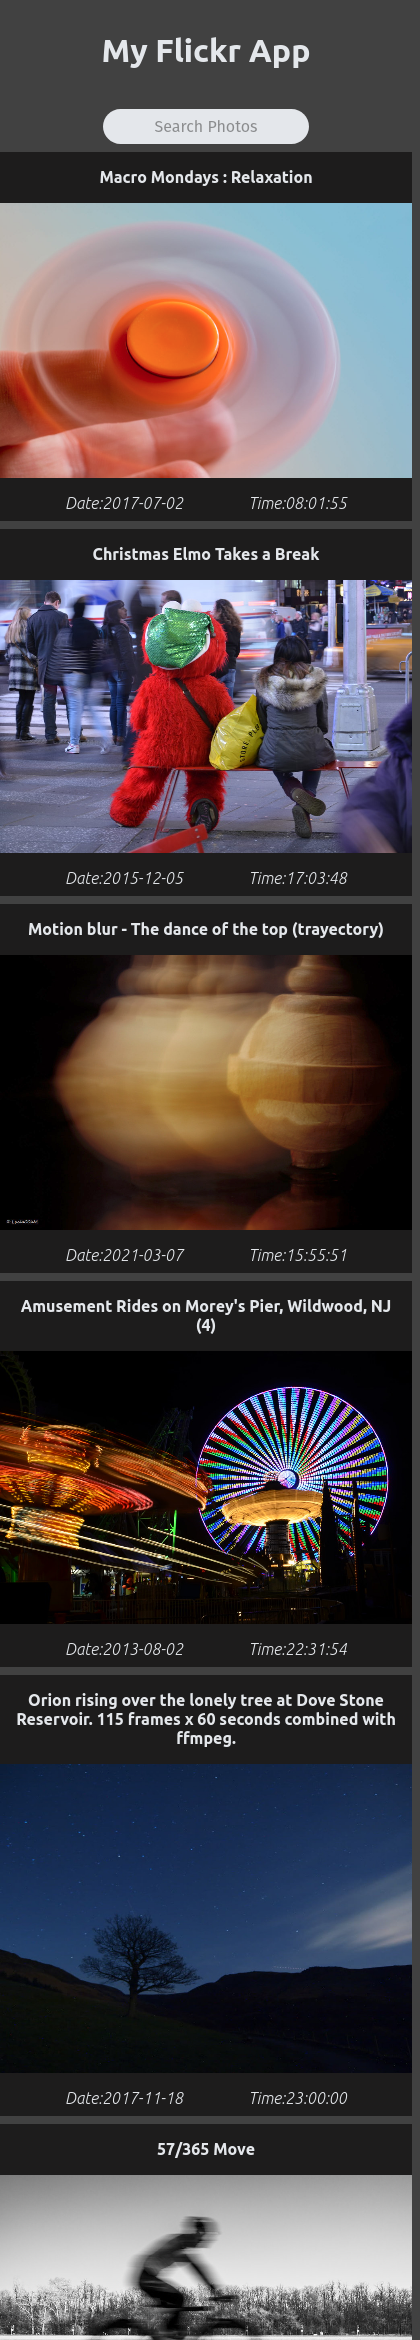 My Flickr App
Search Photos
Macro Mondays : Relaxation
Date:2017-07-02 Time:08:01:55
Christmas Elmo Takes a Break
Date:2015-12-05 Time:17:03:48
Motion blur - The dance of the top (trayectory)
Date:2021-03-07 Time:15:55:51
Amusement Rides on Morey's Pier, Wildwood, NJ
(4)
Date:2013-08-02 Time:22:31:54
Orion rising over the lonely tree at Dove Stone
Reservoir. 115 frames x 60 seconds combined with
ffmpeg.
Date:2017-11-18 Time:23:00:00
57/365 Move